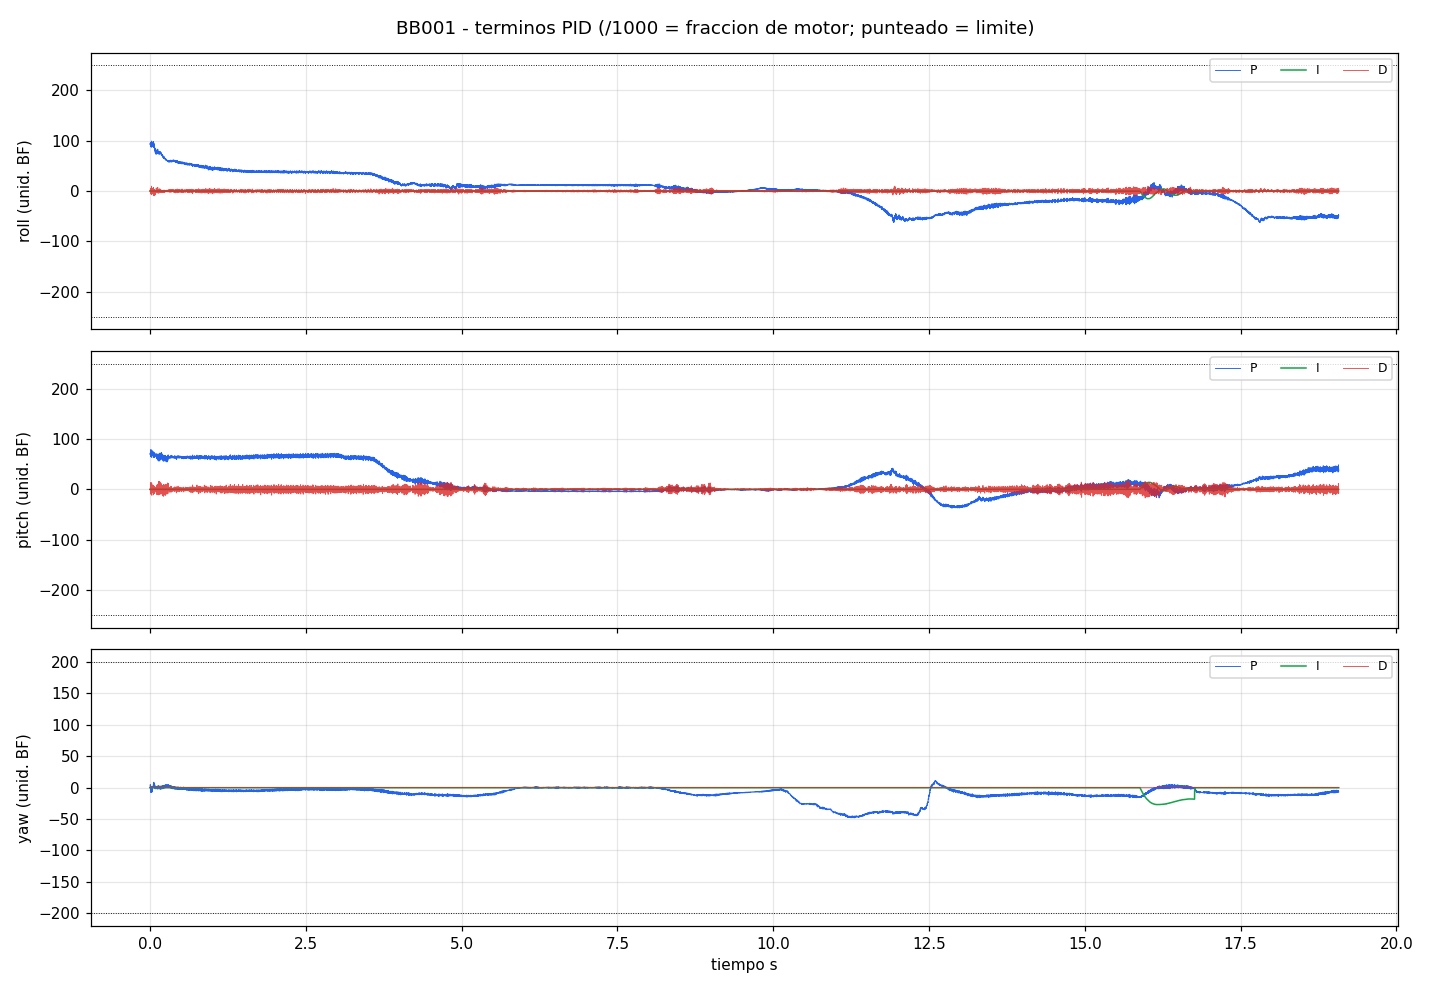 BB001 - terminos PID (/1000 = fraccion de motor; punteado = limite)
P I D
200
100
0
−100
−200
roll (unid. BF)
P I D
200
100
0
−100
−200
pitch (unid. BF)
P I D
200
150
100
50
0
−50
−100
−150
−200
yaw (unid. BF)
0.0 2.5 5.0 7.5 10.0 12.5 15.0 17.5 20.0
tiempo s